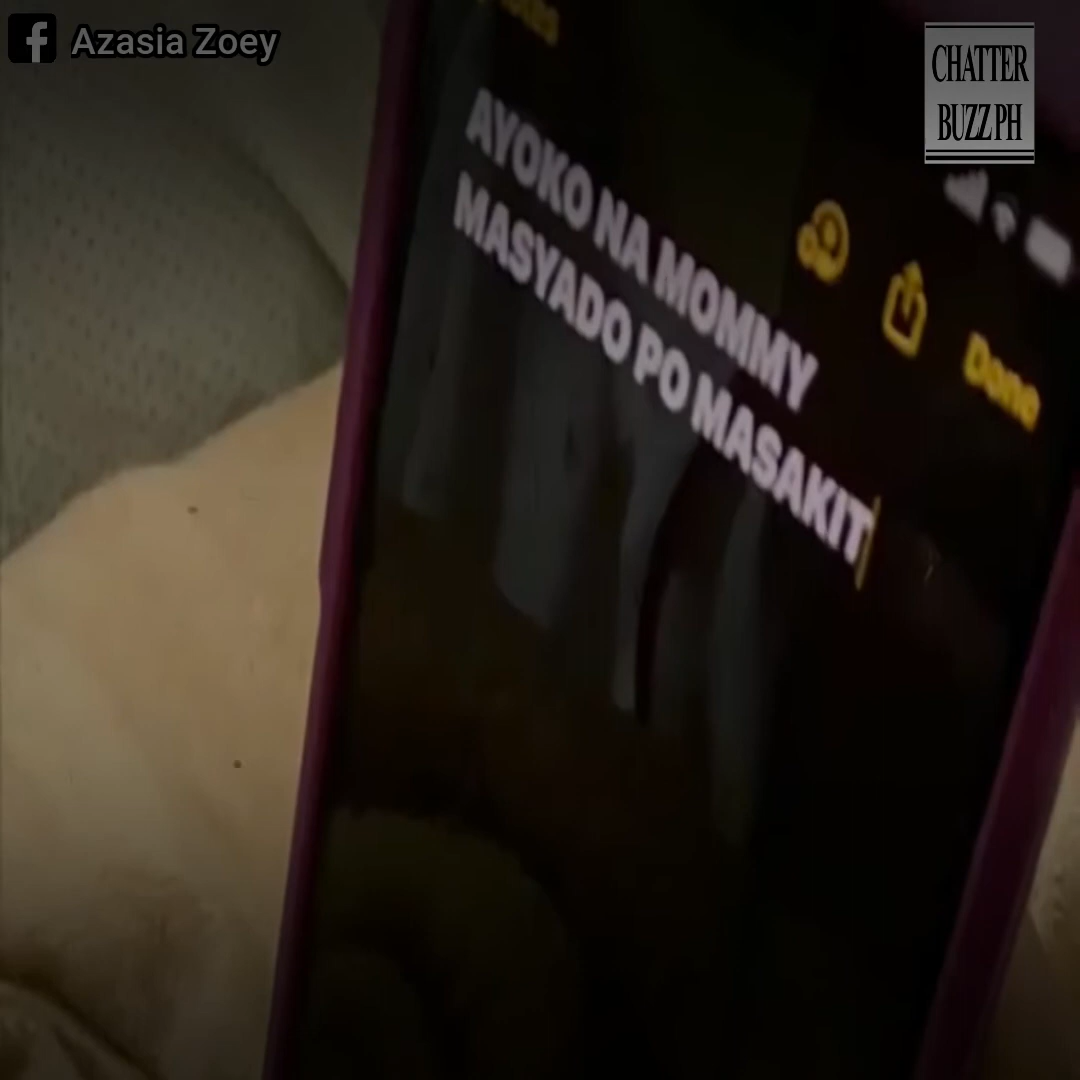 Azasia Zoey
CHATTER
BUZZ PH
AYOKO NA MOMMY
MASYADO PO MASAKIT
Done